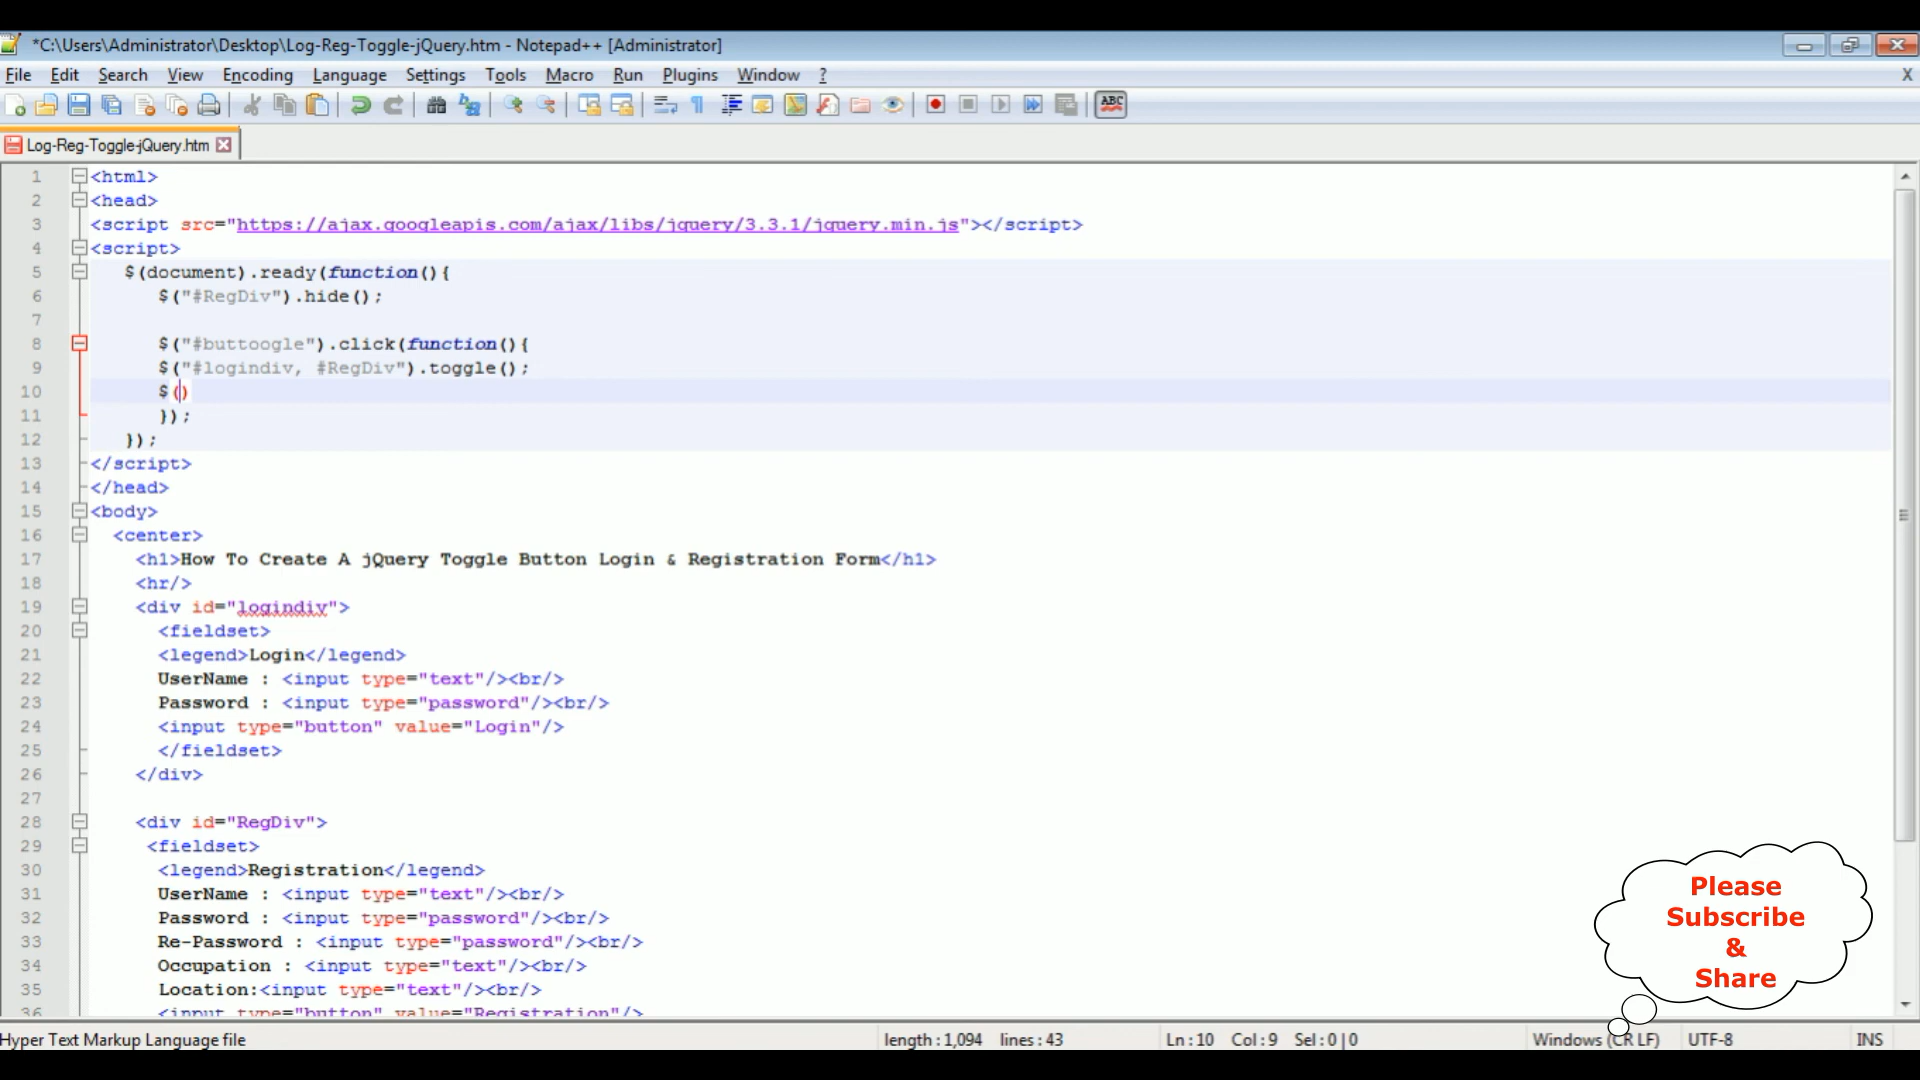 *C:\Users\Administrator\Desktop\Log-Reg-Toggle-jQuery.htm - Notepad++ [Administrator]
File Edit Search View Encoding Language Settings Tools Macro Run Plugins Window ? X
ABC
Log-Reg-Toggle-jQuery.htm
1 <html>
2 <head>
3 <script src="https://ajax.googleapis.com/ajax/libs/jquery/3.3.1/jquery.min.js"></script>
4 <script>
5 $(document).ready(function(){
6 $("#RegDiv").hide();
7
8 $("#buttoogle").click(function(){
9 $("#logindiv, #RegDiv").toggle();
10 $()
11 });
12 });
13 </script>
14 </head>
15 <body>
16 <center>
17 <h1>How To Create A jQuery Toggle Button Login & Registration Form</h1>
18 <hr/>
19 <div id="logindiv">
20 <fieldset>
21 <legend>Login</legend>
22 UserName : <input type="text"/><br/>
23 Password : <input type="password"/><br/>
24 <input type="button" value="Login"/>
25 </fieldset>
26 </div>
27
28 <div id="RegDiv">
29 <fieldset>
30 <legend>Registration</legend>
31 UserName : <input type="text"/><br/>
32 Password : <input type="password"/><br/>
33 Re-Password : <input type="password"/><br/>
34 Occupation : <input type="text"/><br/>
35 Location:<input type="text"/><br/>
36 <input type="button" value="Registration"/>
Please
Subscribe
&
Share
Hyper Text Markup Language file length : 1,094 lines : 43 Ln : 10 Col : 9 Sel : 0 | 0 Windows (CR LF) UTF-8 INS